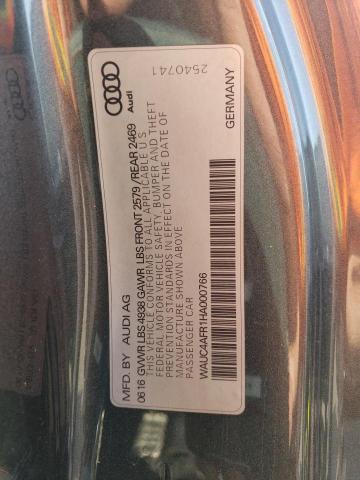 MFD. BY AUDI AG
06 16 GVWR LBS 4938 GAWR LBS FRONT 2579 / REAR 2469
THIS VEHICLE CONFORMS TO ALL APPLICABLE U S
FEDERAL MOTOR VEHICLE SAFETY, BUMPER AND THEFT
PREVENTION STANDARDS IN EFFECT ON THE DATE OF
MANUFACTURE SHOWN ABOVE
PASSENGER CAR
WAUC4AFR1HA000766
Audi
2540741
GERMANY